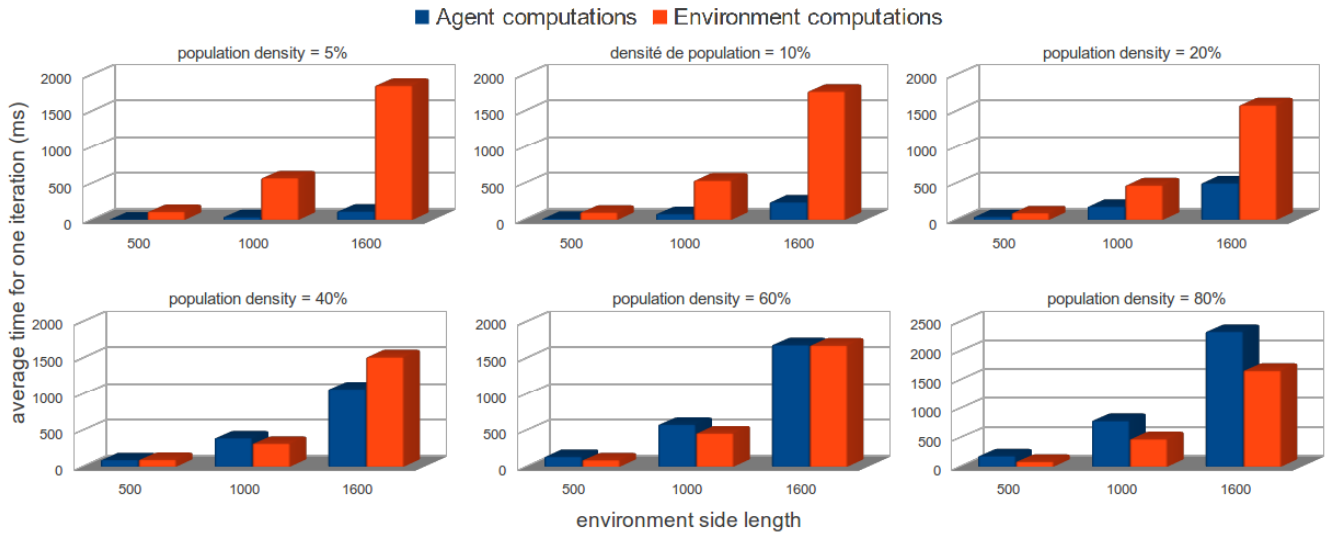 Agent computations Environment computations
population density = 5%
densité de population = 10%
population density = 20%
average time for one iteration (ms)
2000
1500
1000
500
0
500 1000 1600
2000
1500
1000
500
0
500 1000 1600
2000
1500
1000
500
0
500 1000 1600
population density = 40%
population density = 60%
population density = 80%
2000
1500
1000
500
0
500 1000 1600
2000
1500
1000
500
0
500 1000 1600
2500
2000
1500
1000
500
0
500 1000 1600
environment side length